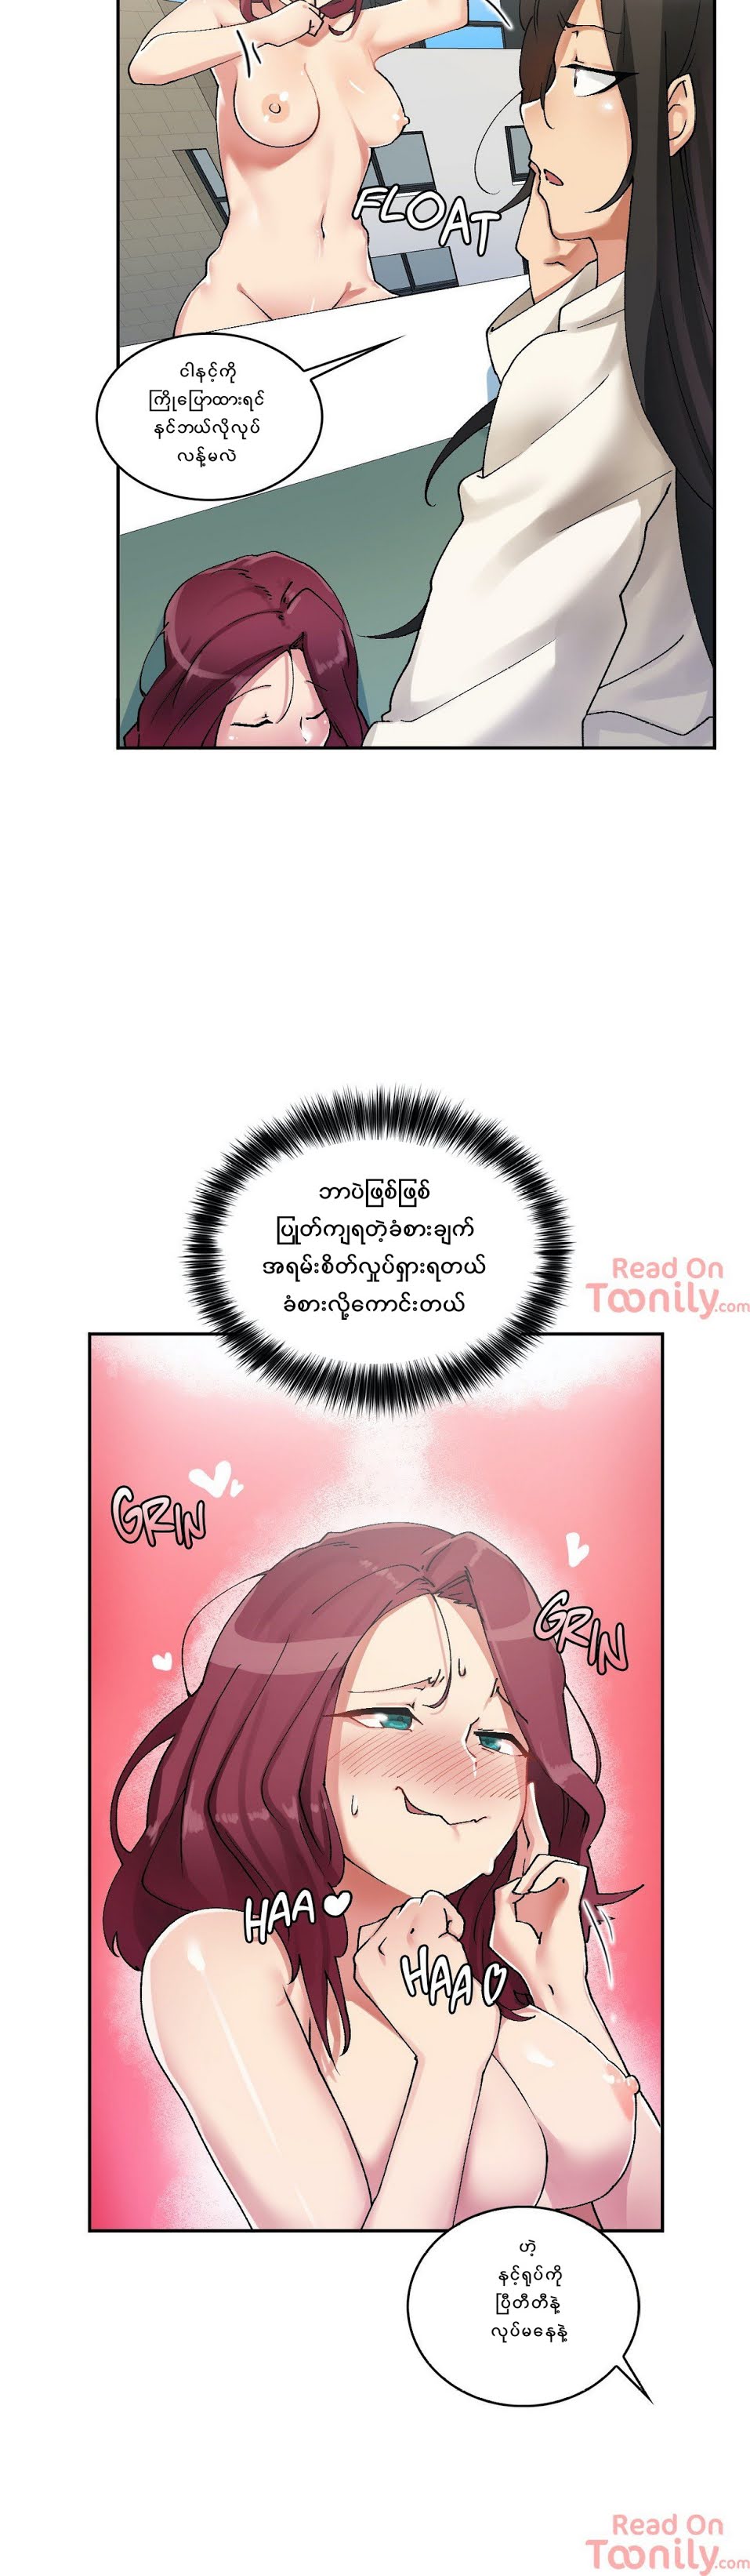 FLOAT
ငါနင့်ကို
ကြိုပြောထားရင်
နင်ဘယ်လိုလုပ်
လန့်မလဲ
ဘာပဲဖြစ်ဖြစ်
ပြုတ်ကျရတဲ့ခံစားချက်
အရမ်းစိတ်လှုပ်ရှားရတယ်
ခံစားလို့ကောင်းတယ်
Read On
Toonily.com
GRIN
GRIN
HAA
HAA
ဟဲ့
နင့်ရုပ်ကို
ပြီတီတီနဲ့
လုပ်မနေနဲ့
Read On
Toonily.com